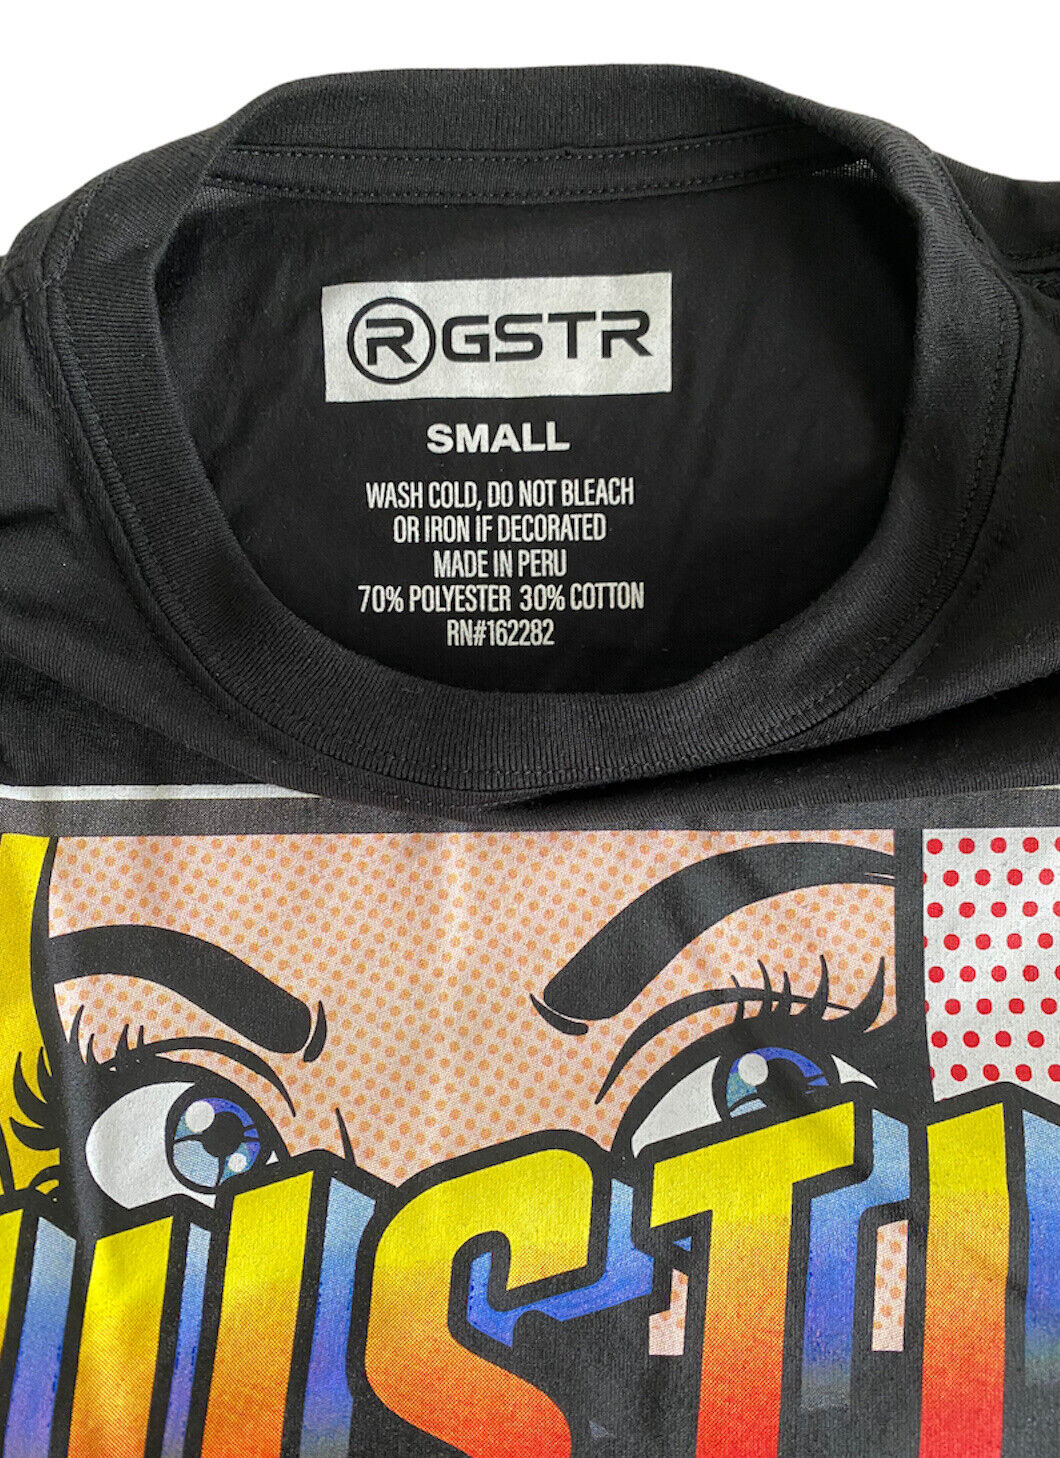 RGSTR
SMALL
WASH COLD, DO NOT BLEACH
OR IRON IF DECORATED
MADE IN PERU
70% POLYESTER 30% COTTON
RN#162282